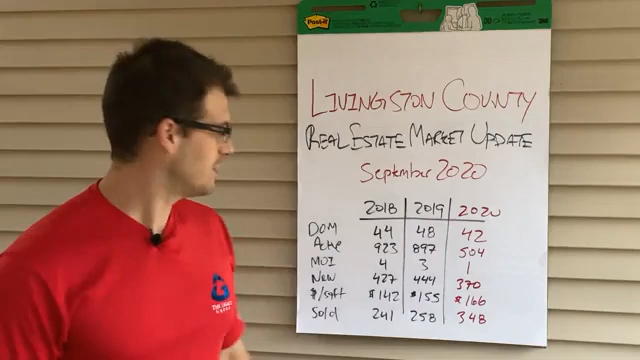 Post-it
3M
LIVINGSTON COUNTY
REAL ESTATE MARKET UPDATE
September 2020
2018 2019 2020
DOM 44 48 42
Active 923 897 504
MOI 4 3 1
New 427 444 370
$/sqft $142 $155 $166
Sold 241 258 348